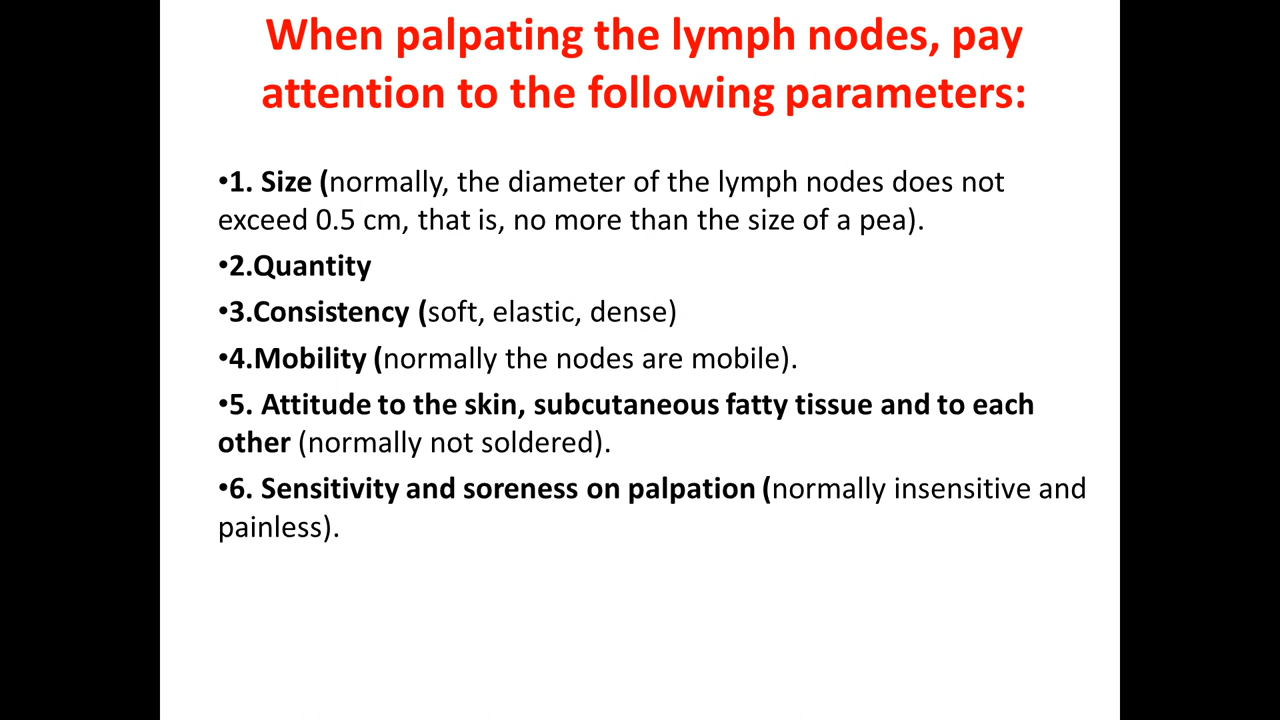 When palpating the lymph nodes, pay
attention to the following parameters:
•1. Size (normally, the diameter of the lymph nodes does not
exceed 0.5 cm, that is, no more than the size of a pea).
•2.Quantity
•3.Consistency (soft, elastic, dense)
•4.Mobility (normally the nodes are mobile).
•5. Attitude to the skin, subcutaneous fatty tissue and to each
other (normally not soldered).
•6. Sensitivity and soreness on palpation (normally insensitive and
painless).